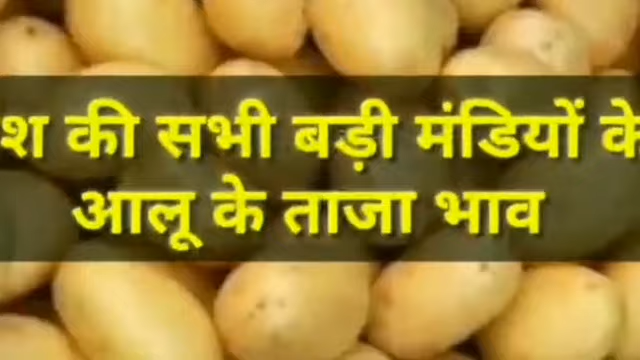 श की सभी बड़ी मंडियों के
आलू के ताजा भाव